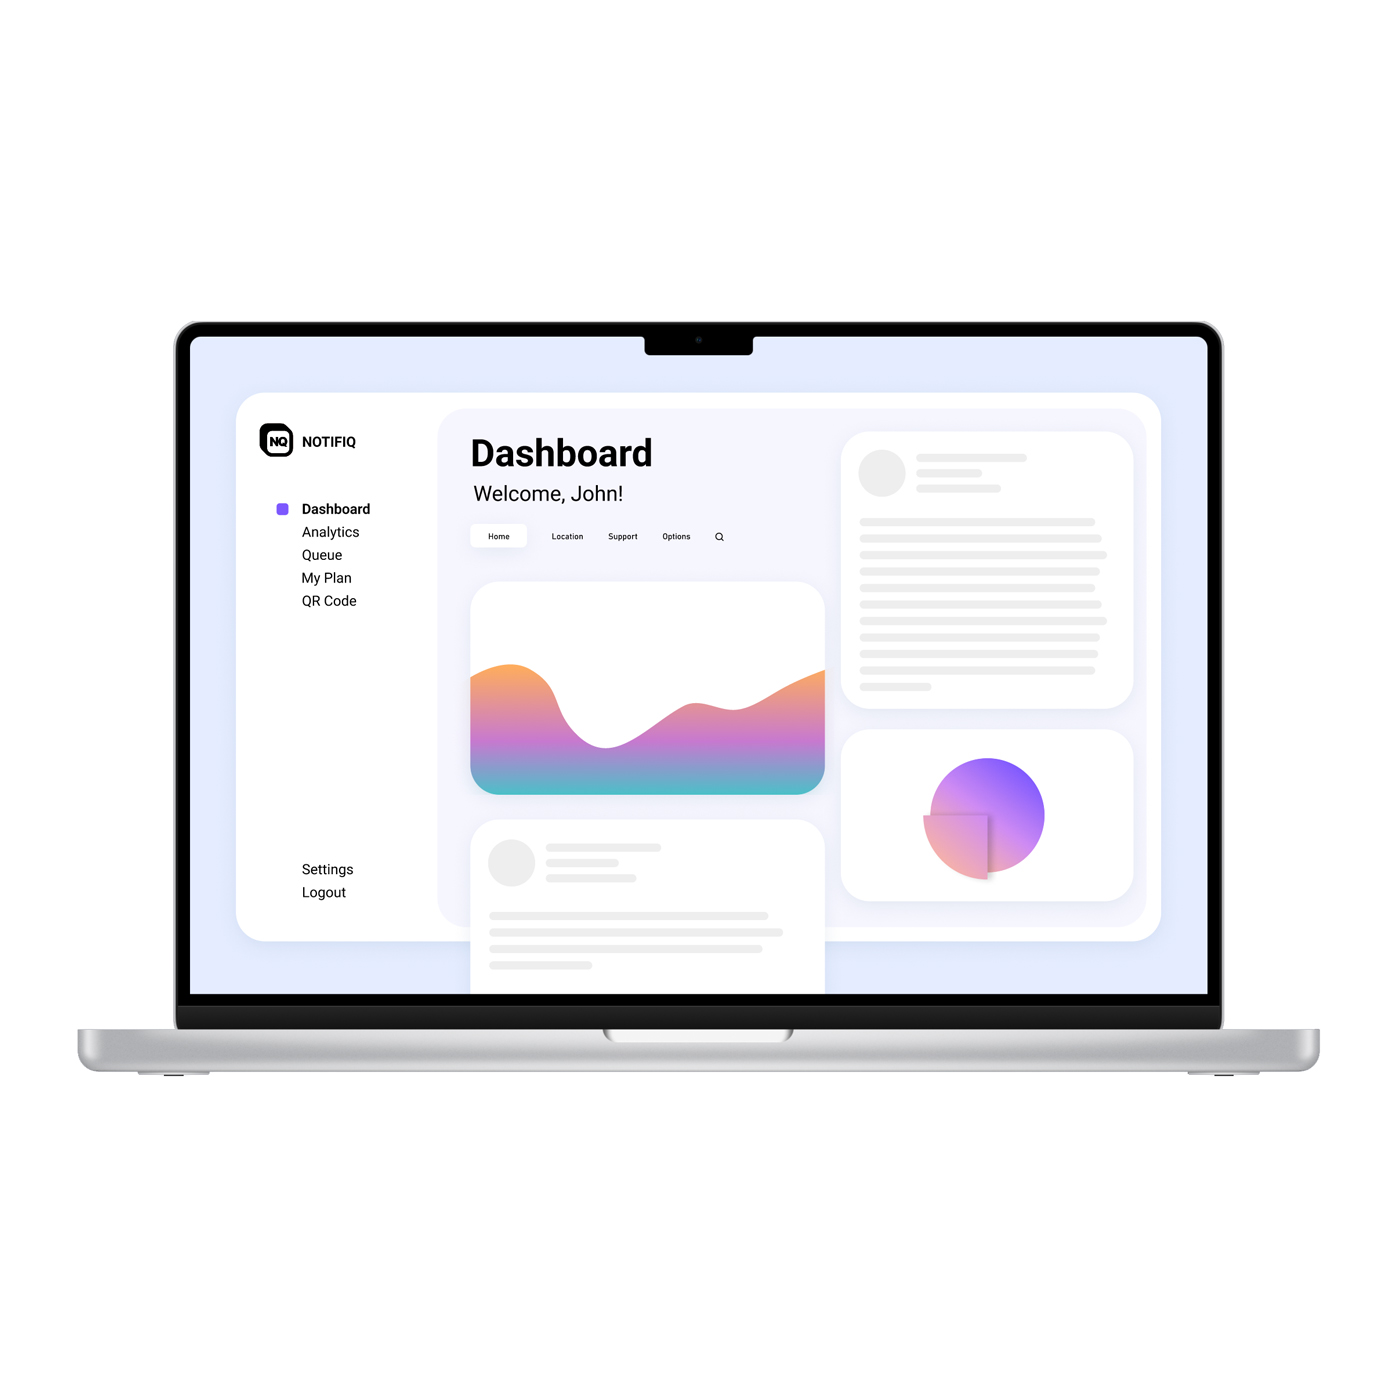 NQ NOTIFIQ
Dashboard
Analytics
Queue
My Plan
QR Code
Settings
Logout
Dashboard
Welcome, John!
Home Location Support Options